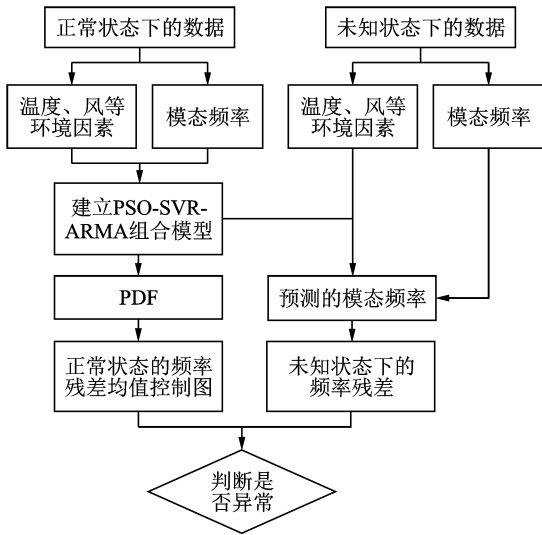 正常状态下的数据
未知状态下的数据
温度、风等
环境因素
模态频率
温度、风等
环境因素
模态频率
建立PSO-SVR-
ARMA组合模型
PDF
预测的模态频率
正常状态的频率
残差均值控制图
未知状态下的
频率残差
判断是
否异常